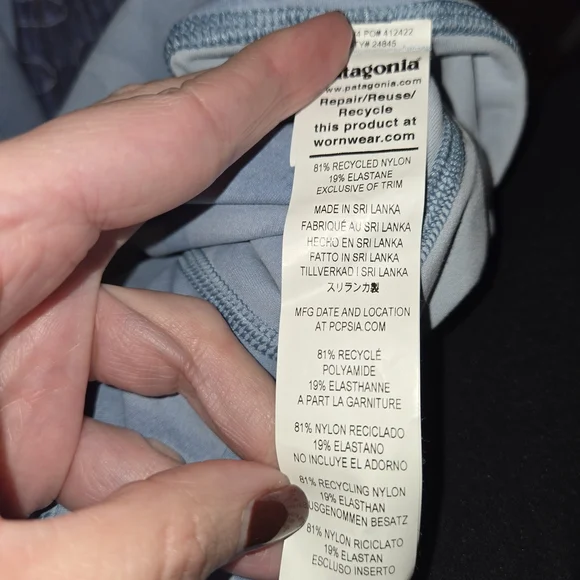 PO# 412422
24845
Patagonia
www.patagonia.com
Repair/Reuse/
Recycle
this product at
wornwear.com
81% RECYCLED NYLON
19% ELASTANE
EXCLUSIVE OF TRIM
MADE IN SRI LANKA
FABRIQUÉ AU SRI LANKA
HECHO EN SRI LANKA
FATTO IN SRI LANKA
TILLVERKAD I SRI LANKA
スリランカ製
MFG DATE AND LOCATION
AT PCPSIA.COM
81% RECYCLÉ
POLYAMIDE
19% ELASTHANNE
A PART LA GARNITURE
81% NYLON RECICLADO
19% ELASTANO
NO INCLUYE EL ADORNO
81% RECYCLING NYLON
19% ELASTHAN
AUSGENOMMEN BESATZ
81% NYLON RICICLATO
19% ELASTAN
ESCLUSO INSERTO